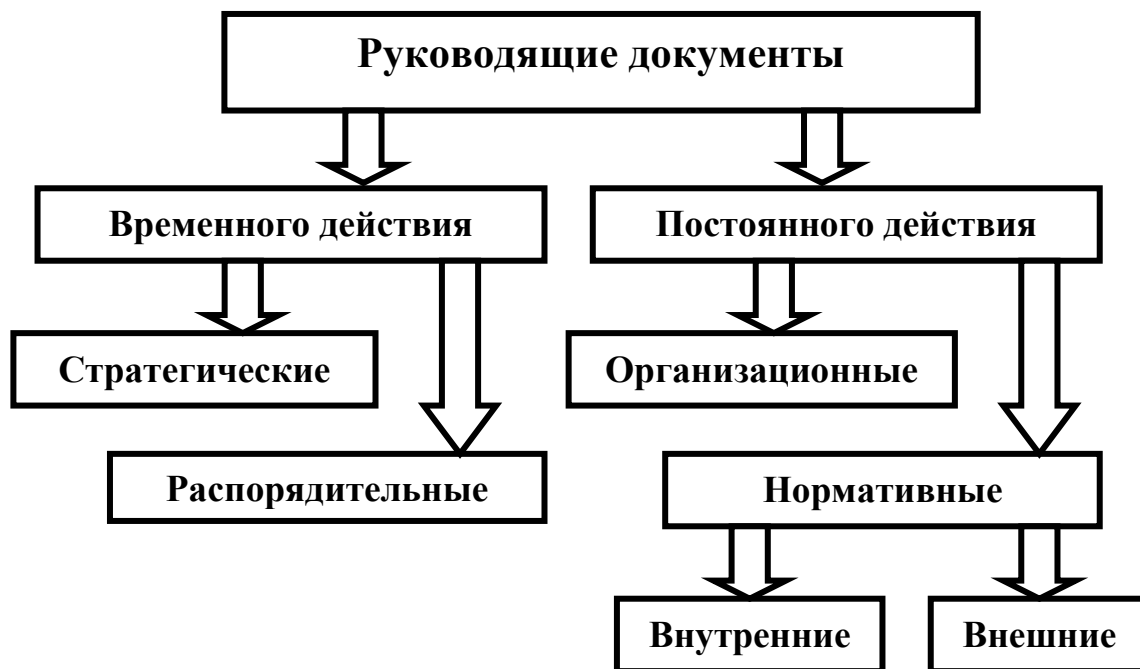 Руководящие документы
Временного действия
Постоянного действия
Стратегические
Организационные
Распорядительные
Нормативные
Внутренние
Внешние